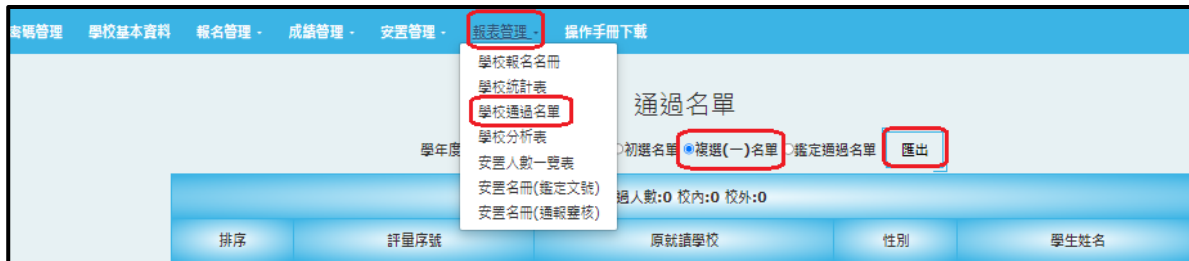 密碼管理 學校基本資料 報名管理 成績管理 安置管理 報表管理 操作手冊下載
學校報名名冊
學校統計表
學校通過名單
學校分析表
安置人數一覽表
安置名冊(鑑定文號)
安置名冊(通報審核)
通過名單
學年度 初選名單 複選(一)名單 鑑定通過名單 匯出
過人數:0 校內:0 校外:0
排序 評量序號 原就讀學校 性別 學生姓名